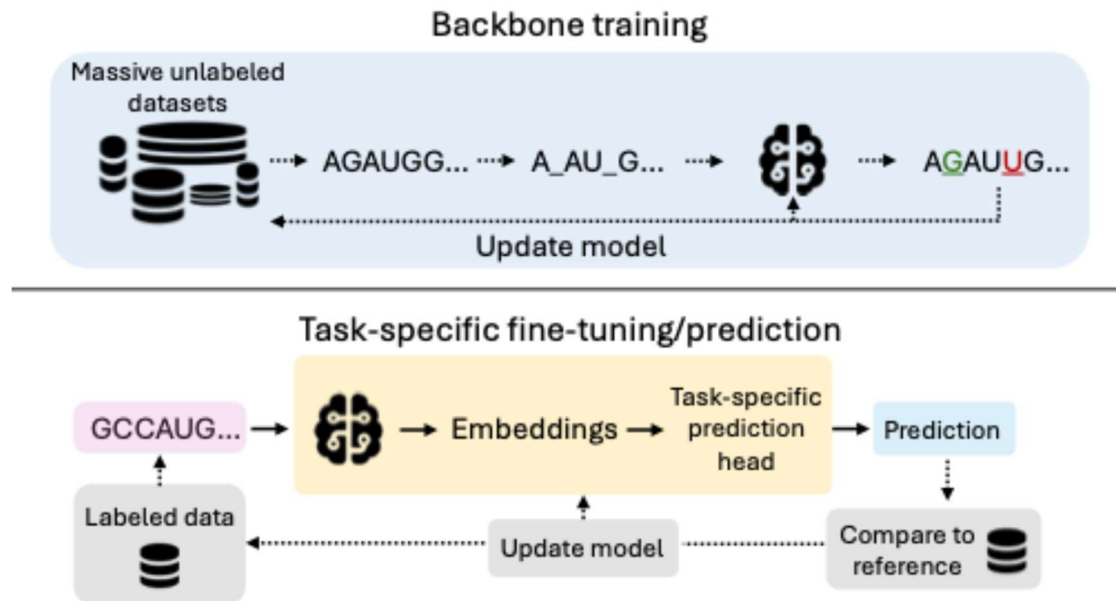 Backbone training
Massive unlabeled
datasets
AGAUGG...
A_AU_G...
AGAUUG...
Update model
Task-specific fine-tuning/prediction
GCCAUG...
Embeddings
Task-specific
prediction
head
Prediction
Labeled data
Update model
Compare to
reference